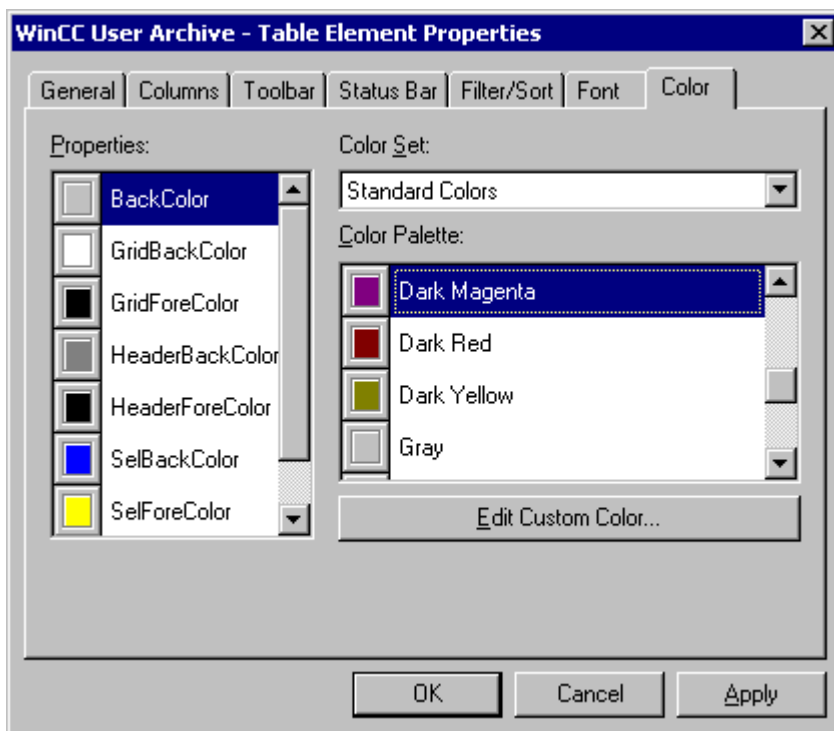 WinCC User Archive - Table Element Properties
General Columns Toolbar Status Bar Filter/Sort Font Color
Properties:
BackColor
GridBackColor
GridForeColor
HeaderBackColor
HeaderForeColor
SelBackColor
SelForeColor
Color Set:
Standard Colors
Color Palette:
Dark Magenta
Dark Red
Dark Yellow
Gray
Edit Custom Color...
OK Cancel Apply